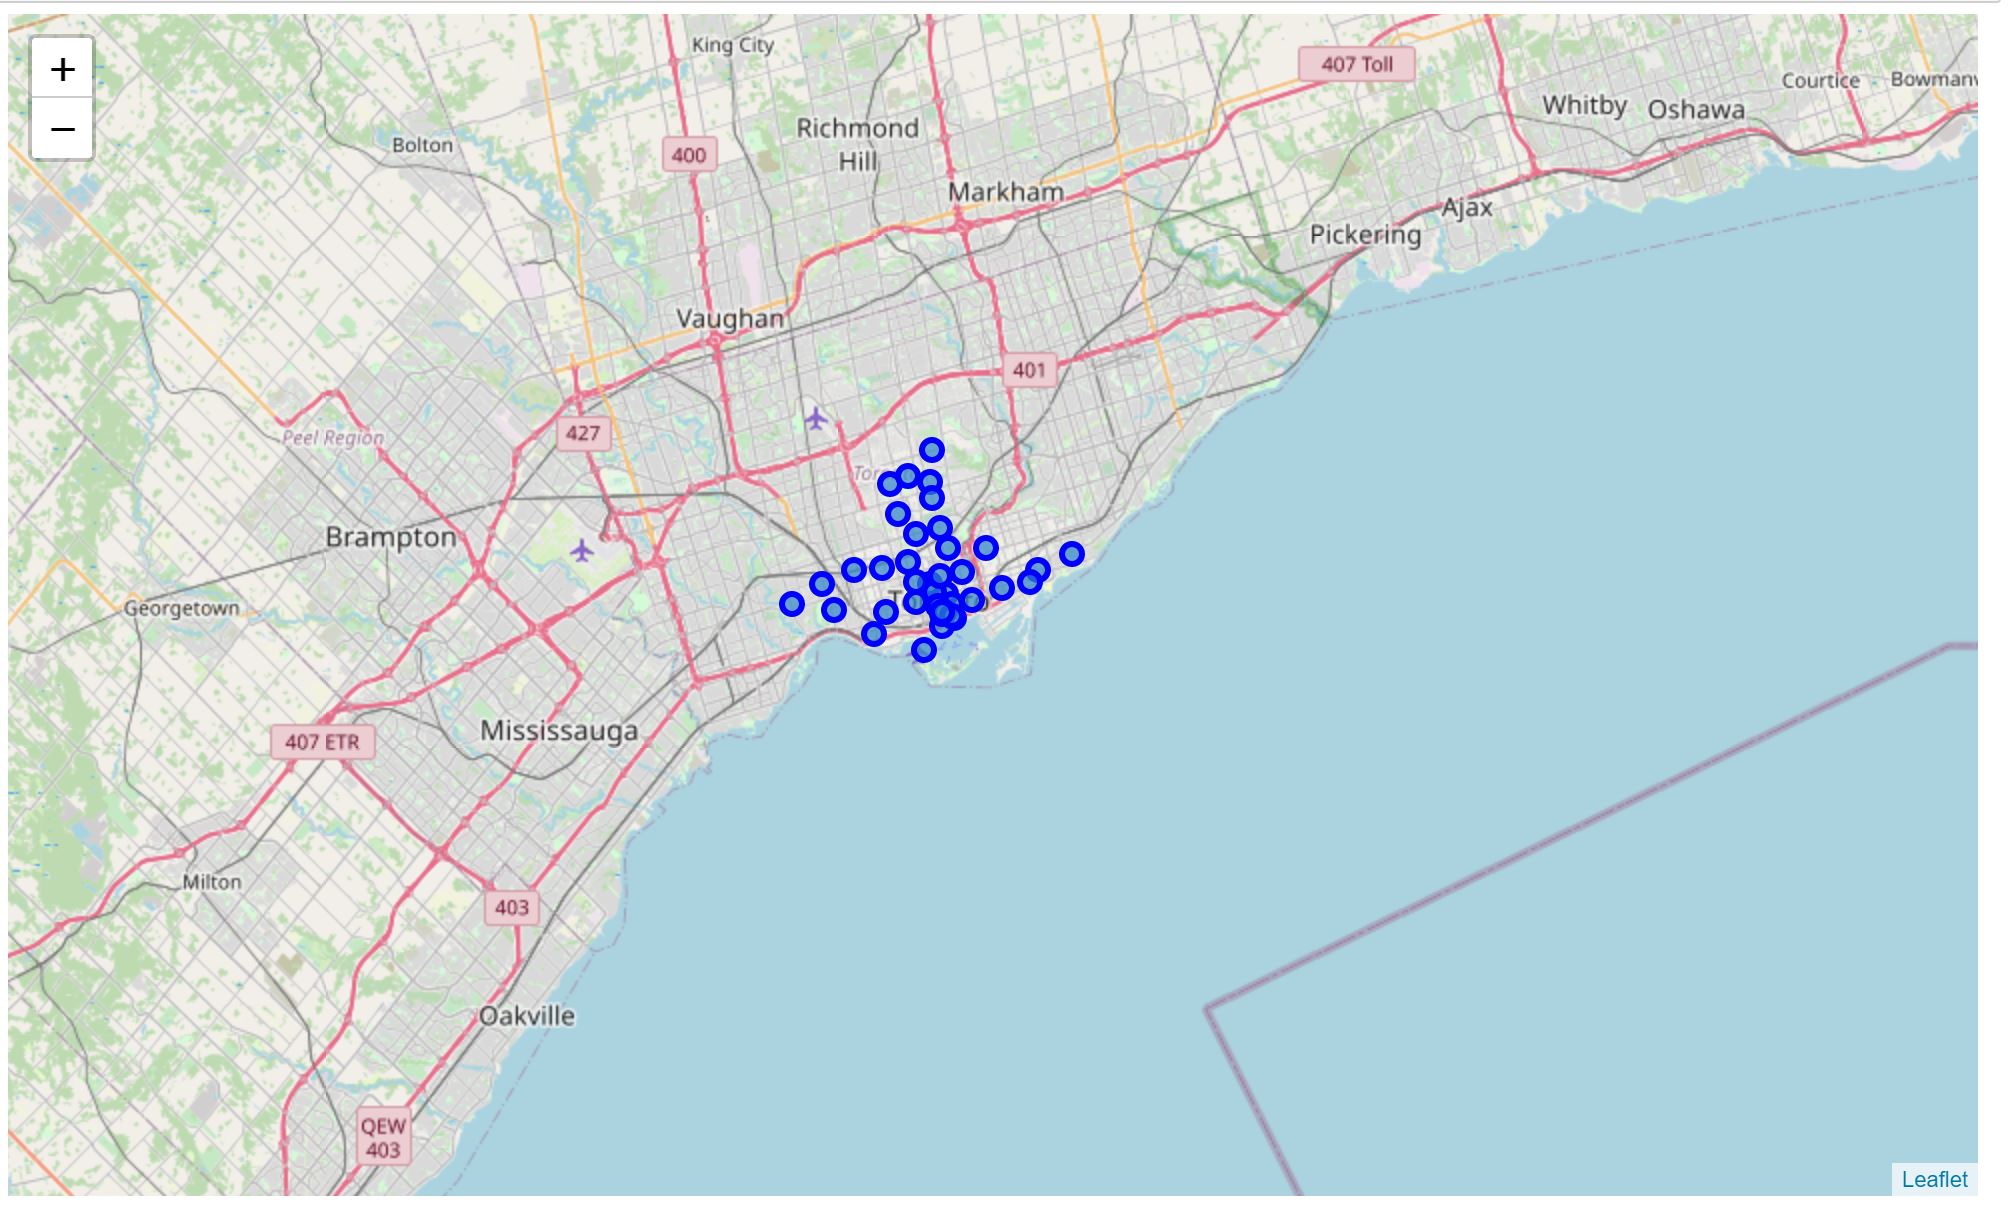 +
−
King City
407 Toll
Courtice
Bowmanv
Whitby
Oshawa
Richmond
Hill
Bolton
400
Markham
Ajax
Pickering
Vaughan
401
427
Peel Region
Brampton
Georgetown
Mississauga
407 ETR
Milton
403
Oakville
QEW
403
Leaflet